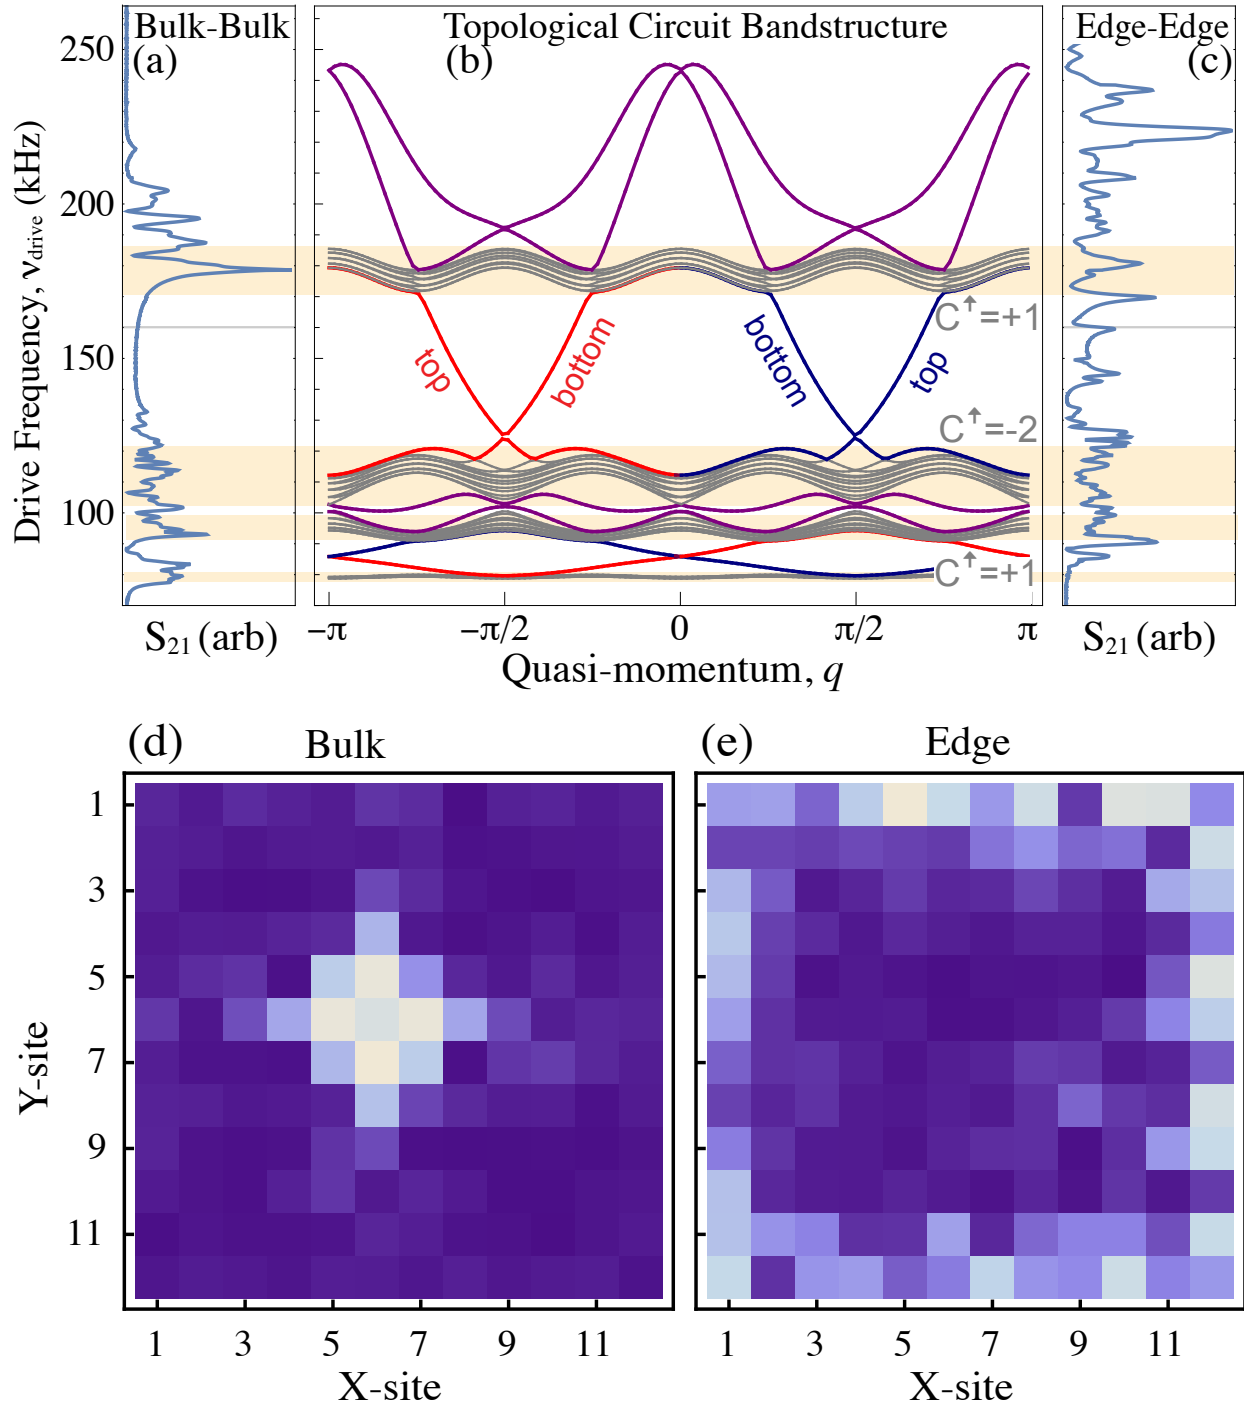 Bulk-Bulk
Topological Circuit Bandstructure
Edge-Edge
(a)
(b)
(c)
Drive Frequency, ν_drive (kHz)
250
200
150
100
top
bottom
bottom
top
C↑=+1
C↑=-2
C↑=+1
−π
−π/2
0
π/2
π
S₂₁ (arb)
Quasi-momentum, q
S₂₁ (arb)
(d)
Bulk
(e)
Edge
Y-site
1
3
5
7
9
11
1 3 5 7 9 11
1 3 5 7 9 11
X-site
X-site